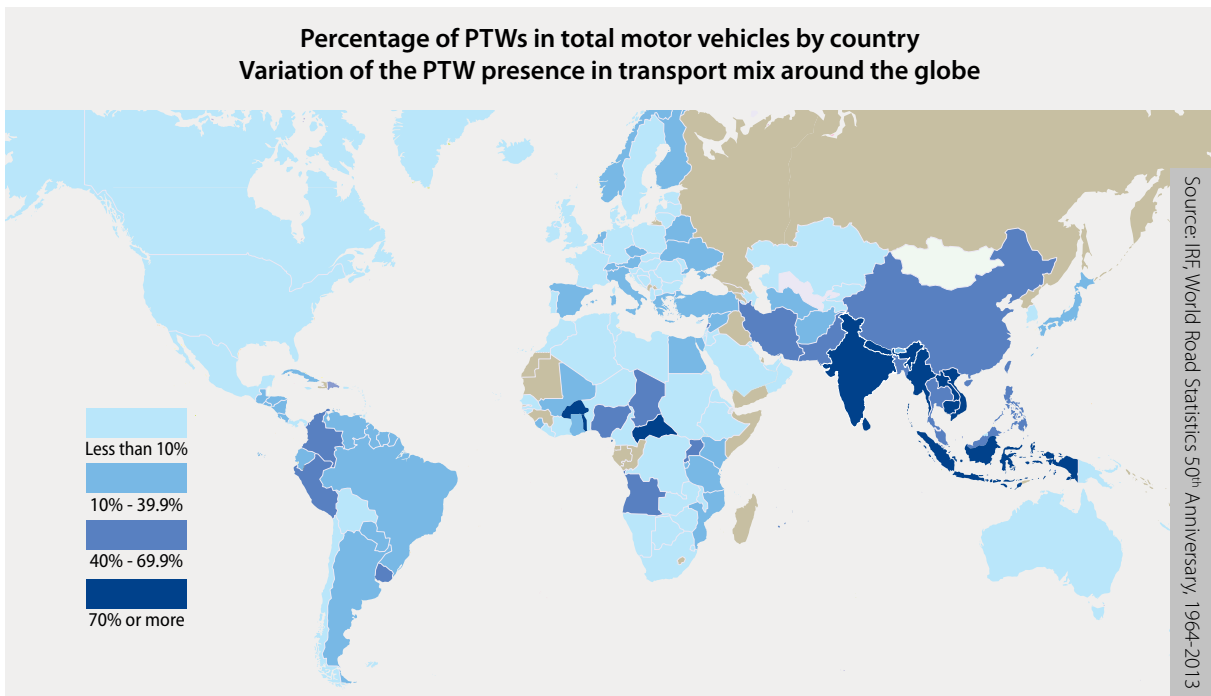 Percentage of PTWs in total motor vehicles by country
Variation of the PTW presence in transport mix around the globe
Less than 10%
10% - 39.9%
40% - 69.9%
70% or more
Source: IRF, World Road Statistics 50th Anniversary, 1964-2013